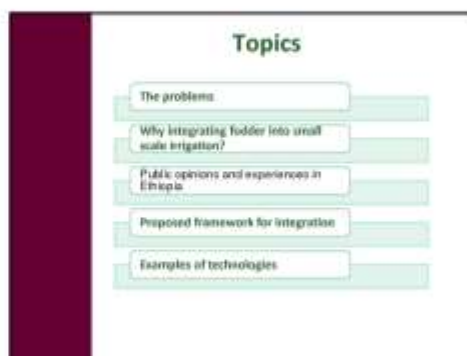 Topics
The problems
Why integrating fodder into small
scale irrigation?
Public opinions and experiences in
Ethiopia
Proposed framework for integration
Examples of technologies